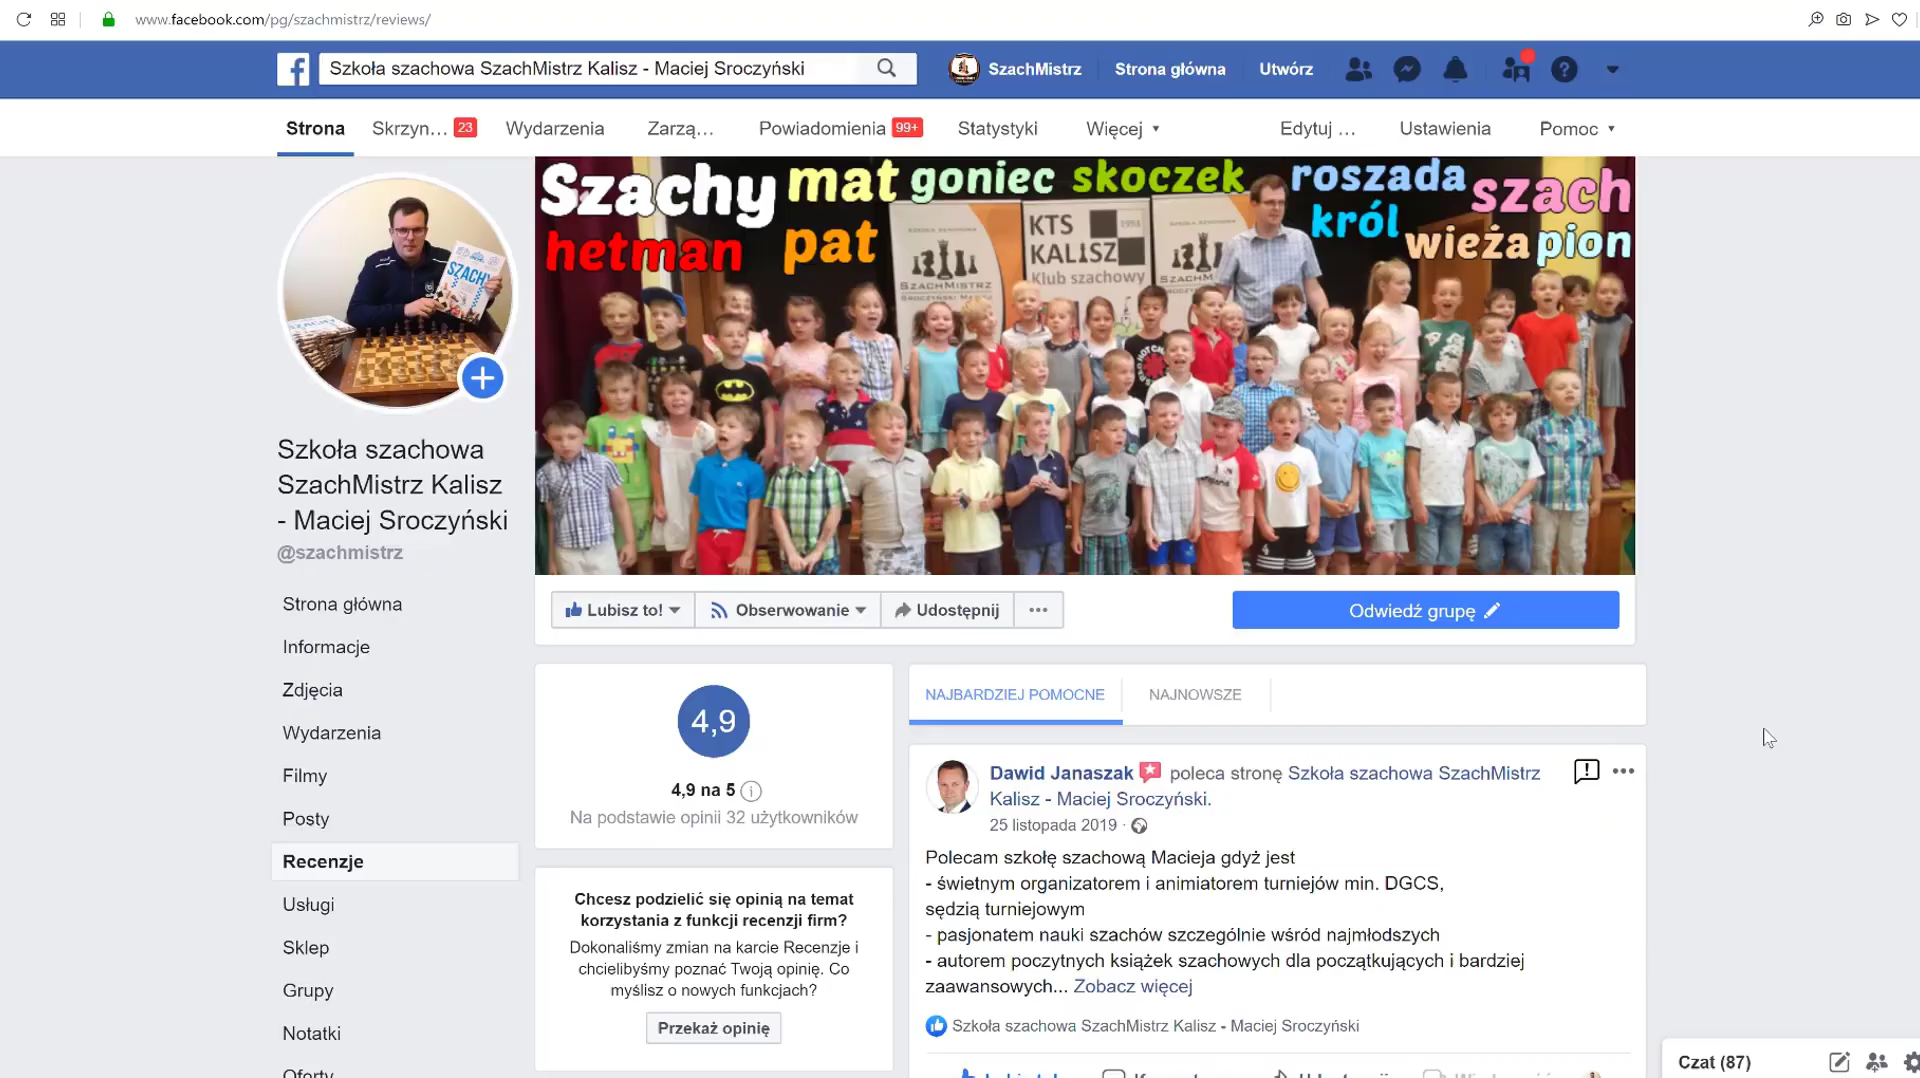 www.facebook.com/pg/szachmistrz/reviews/
Szkoła szachowa SzachMistrz Kalisz - Maciej Sroczyński
SzachMistrz
Strona główna
Utwórz
Strona
Skrzyn... 23
Wydarzenia
Zarzą...
Powiadomienia 99+
Statystyki
Więcej
Edytuj ...
Ustawienia
Pomoc
Szachy mat goniec skoczek roszada szach
hetman pat król wieża pion
KTS
KALISZ
Klub szachowy
SZACHMISTRZ
SZACHY
Szkoła szachowa
SzachMistrz Kalisz
- Maciej Sroczyński
@szachmistrz
Strona główna
Informacje
Zdjęcia
Wydarzenia
Filmy
Posty
Recenzje
Usługi
Sklep
Grupy
Notatki
Oferty
Lubisz to!
Obserwowanie
Udostępnij
Odwiedź grupę
4,9
4,9 na 5
Na podstawie opinii 32 użytkowników
Chcesz podzielić się opinią na temat
korzystania z funkcji recenzji firm?
Dokonaliśmy zmian na karcie Recenzje i
chcielibyśmy poznać Twoją opinię. Co
myślisz o nowych funkcjach?
Przekaż opinię
NAJBARDZIEJ POMOCNE
NAJNOWSZE
Dawid Janaszak poleca stronę Szkoła szachowa SzachMistrz
Kalisz - Maciej Sroczyński.
25 listopada 2019 ·
Polecam szkołę szachową Macieja gdyż jest
- świetnym organizatorem i animiatorem turniejów min. DGCS,
sędzią turniejowym
- pasjonatem nauki szachów szczególnie wśród najmłodszych
- autorem poczytnych książek szachowych dla początkujących i bardziej
zaawansowych... Zobacz więcej
Szkoła szachowa SzachMistrz Kalisz - Maciej Sroczyński
Czat (87)